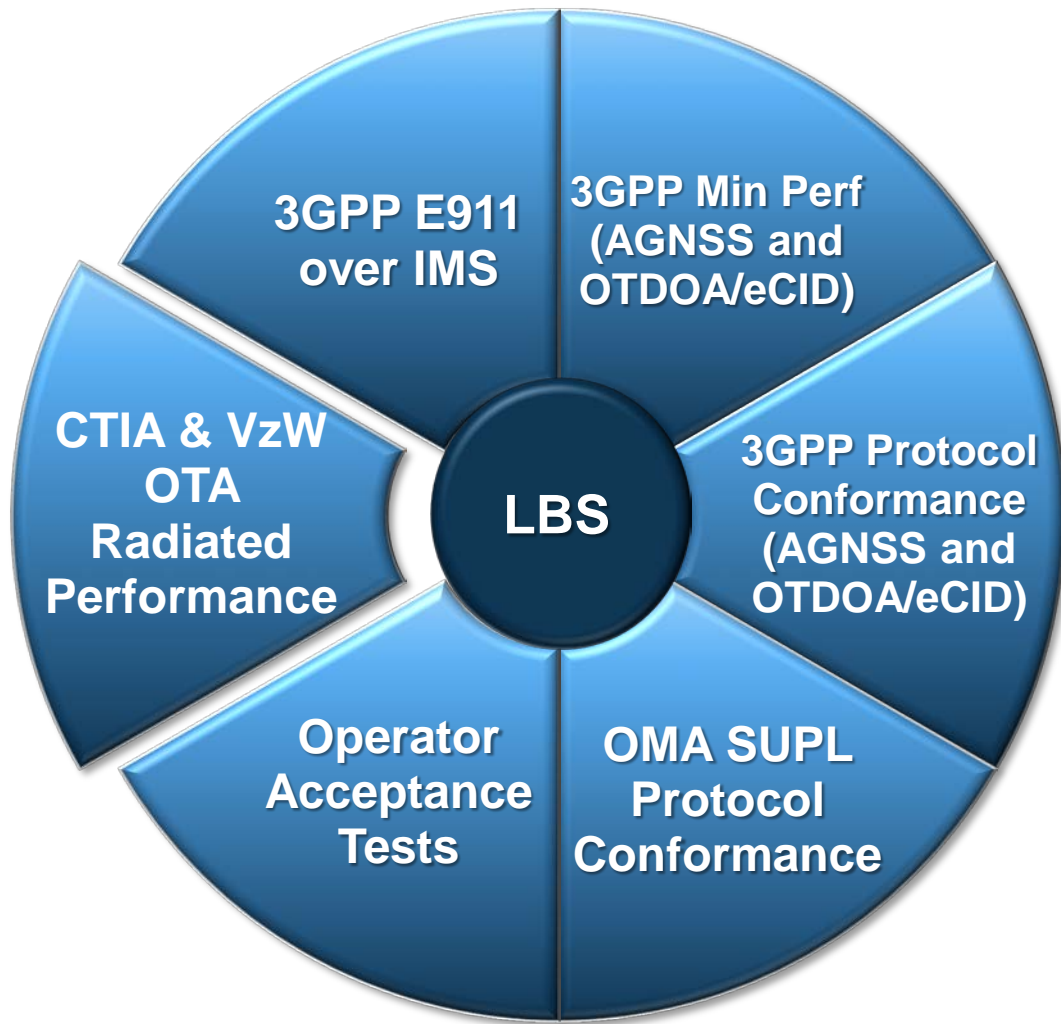 3GPP E911
over IMS
3GPP Min Perf
(AGNSS and
OTDOA/eCID)
3GPP Protocol
Conformance
(AGNSS and
OTDOA/eCID)
OMA SUPL
Protocol
Conformance
Operator
Acceptance
Tests
CTIA & VzW
OTA
Radiated
Performance
LBS